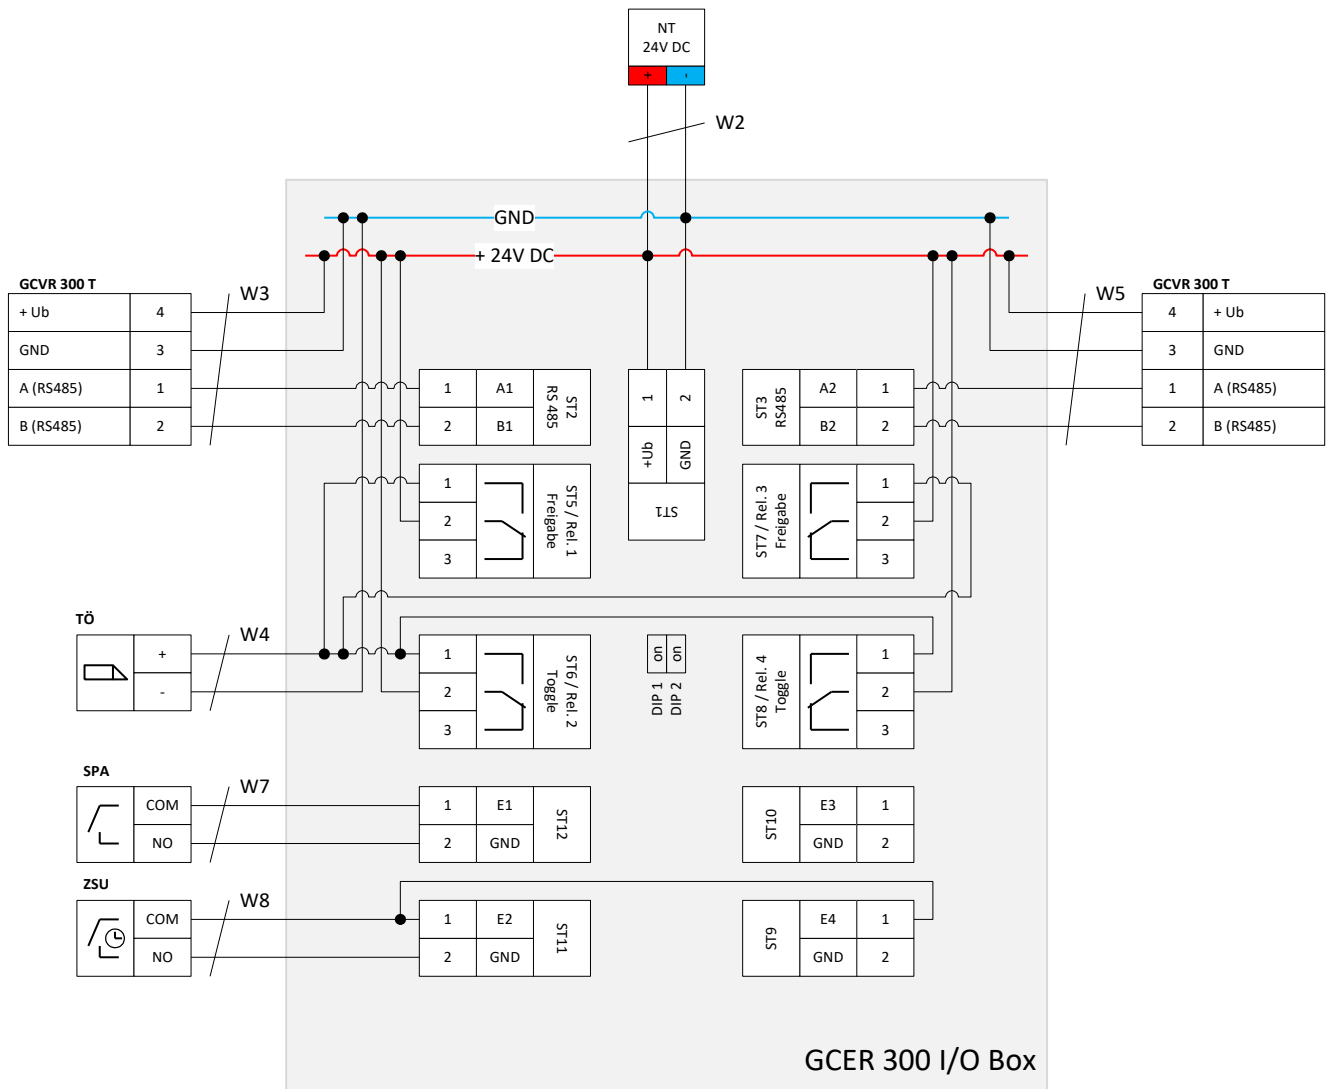 NT
24V DC
+ -
W2
GND
+ 24V DC
GCVR 300 T
W3
+ Ub 4
GND 3
A (RS485) 1
B (RS485) 2
W5
GCVR 300 T
4 + Ub
3 GND
1 A (RS485)
2 B (RS485)
1 A1
2 B1
ST2
RS 485
1 2
+Ub GND
ST1
ST3
RS485
A2 1
B2 2
1
2
3
ST5 / Rel. 1
Freigabe
ST7 / Rel. 3
Freigabe
1
2
3
TÖ
+
-
W4
1
2
3
ST6 / Rel. 2
Toggle
on on
DIP 1
DIP 2
ST8 / Rel. 4
Toggle
1
2
3
SPA
COM
NO
W7
1 E1
2 GND
ST12
ST10
E3 1
GND 2
ZSU
COM
NO
W8
1 E2
2 GND
ST11
ST9
E4 1
GND 2
GCER 300 I/O Box